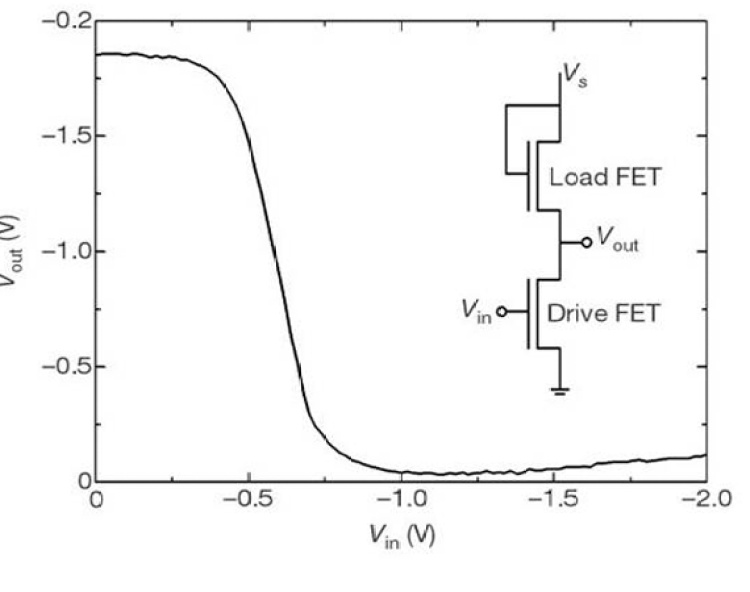 −0.2
−1.5
−1.0
−0.5
0
V_out (V)
V_s
Load FET
V_out
V_in
Drive FET
0
−0.5
−1.0
−1.5
−2.0
V_in (V)